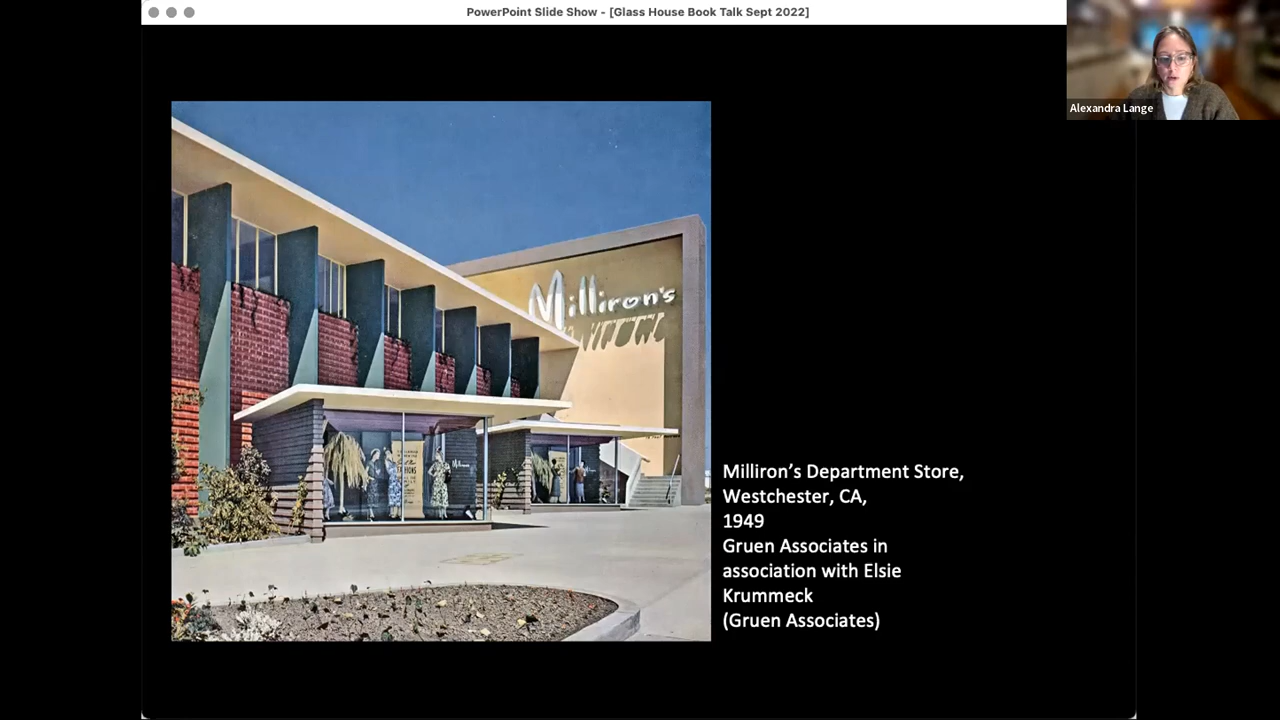 PowerPoint Slide Show - [Glass House Book Talk Sept 2022]
Alexandra Lange
Milliron's
Milliron's Department Store,
Westchester, CA,
1949
Gruen Associates in
association with Elsie
Krummeck
(Gruen Associates)